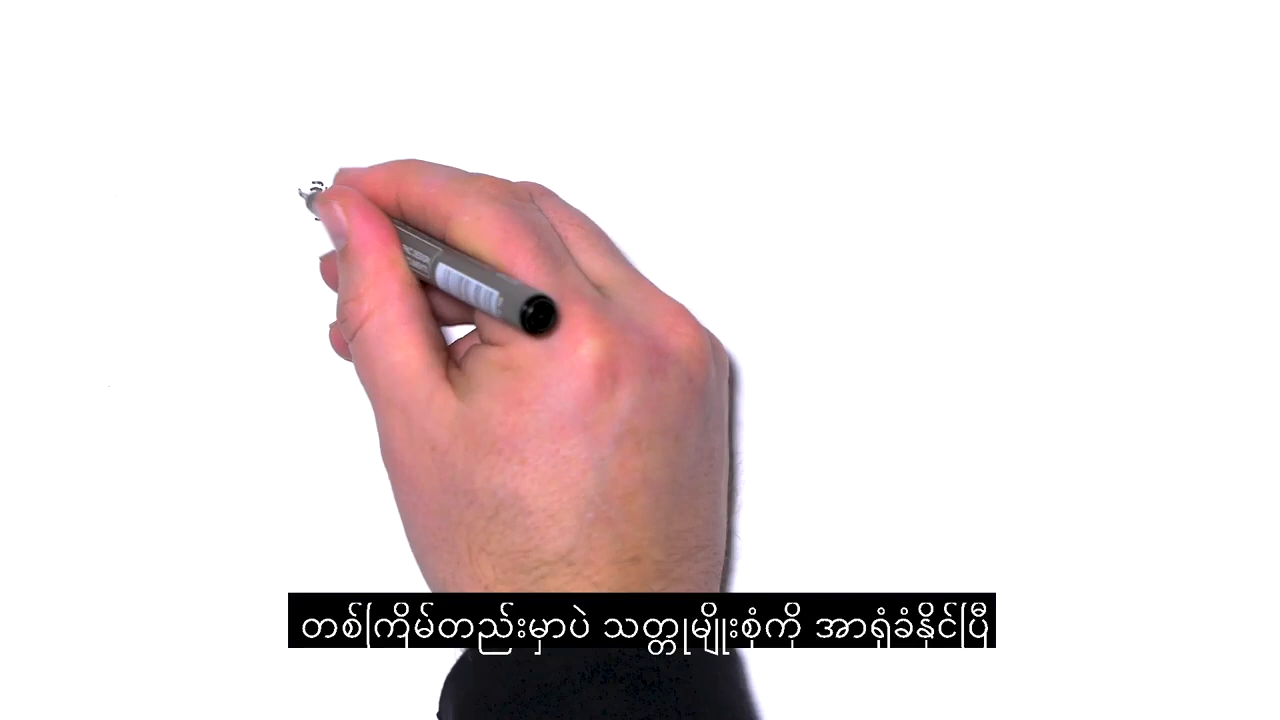 တစ်ကြိမ်တည်းမှာပဲ သတ္တုမျိုးစုံကို အာရုံခံနိုင်ပြီ